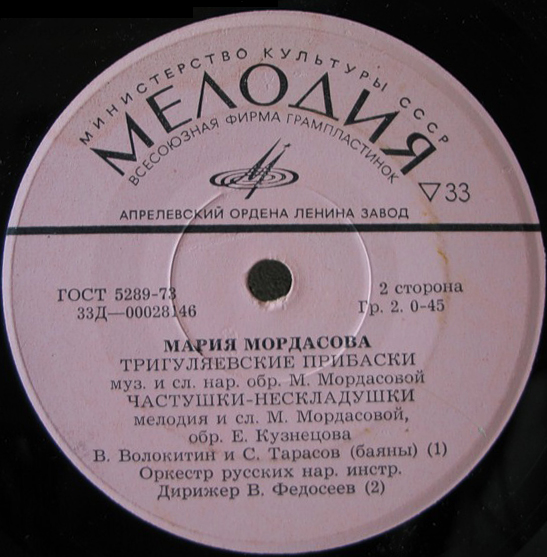 МИНИСТЕРСТВО КУЛЬТУРЫ СССР
МЕЛОДИЯ
ВСЕСОЮЗНАЯ ФИРМА ГРАМПЛАСТИНОК
▽33
АПРЕЛЕВСКИЙ ОРДЕНА ЛЕНИНА ЗАВОД
ГОСТ 5289-73
33Д—00028146
2 сторона
Гр. 2. 0-45
МАРИЯ МОРДАСОВА
ТРИГУЛЯЕВСКИЕ ПРИБАСКИ
муз. и сл. нар. обр. М. Мордасовой
ЧАСТУШКИ-НЕСКЛАДУШКИ
мелодия и сл. М. Мордасовой,
обр. Е. Кузнецова
В. Волокитин и С. Тарасов (баяны) (1)
Оркестр русских нар. инстр.
Дирижер В. Федосеев (2)